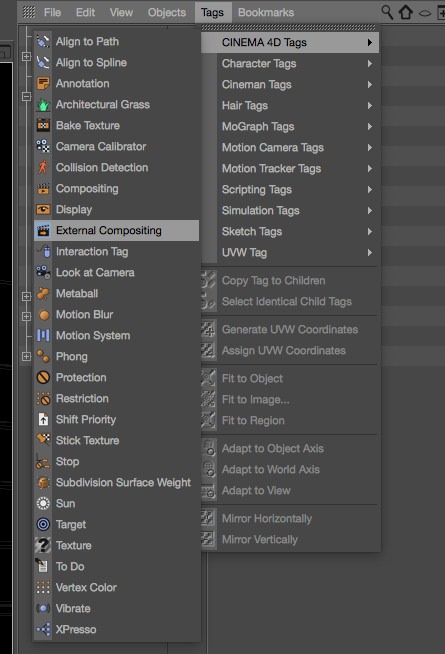 File Edit View Objects Tags Bookmarks
CINEMA 4D Tags
Character Tags
Cineman Tags
Hair Tags
MoGraph Tags
Motion Camera Tags
Motion Tracker Tags
Scripting Tags
Simulation Tags
Sketch Tags
UVW Tag
Copy Tag to Children
Select Identical Child Tags
Generate UVW Coordinates
Assign UVW Coordinates
Fit to Object
Fit to Image...
Fit to Region
Adapt to Object Axis
Adapt to World Axis
Adapt to View
Mirror Horizontally
Mirror Vertically
Align to Path
Align to Spline
Annotation
Architectural Grass
Bake Texture
Camera Calibrator
Collision Detection
Compositing
Display
External Compositing
Interaction Tag
Look at Camera
Metaball
Motion Blur
Motion System
Phong
Protection
Restriction
Shift Priority
Stick Texture
Stop
Subdivision Surface Weight
Sun
Target
Texture
To Do
Vertex Color
Vibrate
XPresso